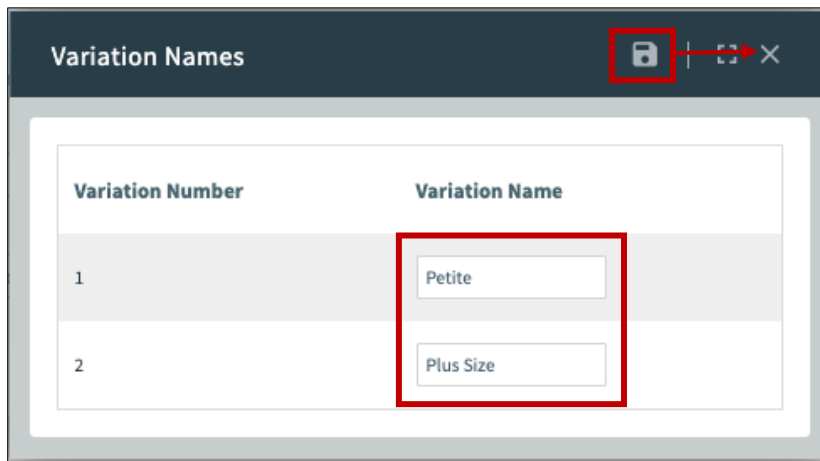 Variation Names
Variation Number Variation Name
1 Petite
2 Plus Size